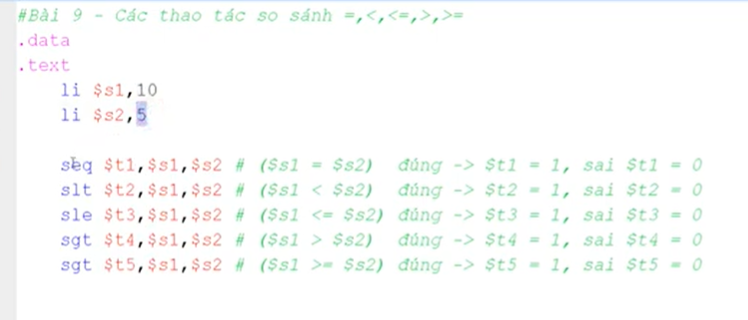 #Bài 9 - Các thao tác so sánh =,<,<=,>,>=
.data
.text
li $s1,10
li $s2,5
seq $t1,$s1,$s2 # ($s1 = $s2) đúng -> $t1 = 1, sai $t1 = 0
slt $t2,$s1,$s2 # ($s1 < $s2) đúng -> $t2 = 1, sai $t2 = 0
sle $t3,$s1,$s2 # ($s1 <= $s2) đúng -> $t3 = 1, sai $t3 = 0
sgt $t4,$s1,$s2 # ($s1 > $s2) đúng -> $t4 = 1, sai $t4 = 0
sgt $t5,$s1,$s2 # ($s1 >= $s2) đúng -> $t5 = 1, sai $t5 = 0